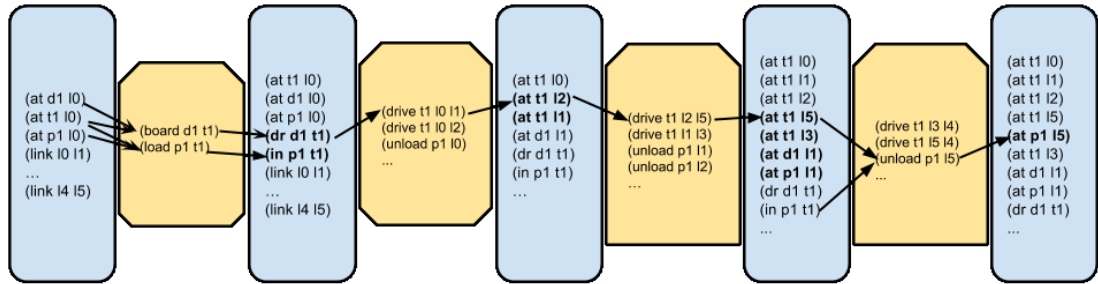 (at d1 l0)
(at t1 l0)
(at p1 l0)
(link l0 l1)
…
(link l4 l5)
(board d1 t1)
(load p1 t1)
(at t1 l0)
(at d1 l0)
(at p1 l0)
(dr d1 t1)
(in p1 t1)
(link l0 l1)
…
(link l4 l5)
(drive t1 l0 l1)
(drive t1 l0 l2)
(unload p1 l0)
...
(at t1 l0)
(at t1 l2)
(at t1 l1)
(at d1 l1)
(dr d1 t1)
(in p1 t1)
…
(drive t1 l2 l5)
(drive t1 l1 l3)
(unload p1 l1)
(unload p1 l2)
…
(at t1 l0)
(at t1 l1)
(at t1 l2)
(at t1 l5)
(at t1 l3)
(at d1 l1)
(at p1 l1)
(dr d1 t1)
(in p1 t1)
...
(drive t1 l3 l4)
(drive t1 l5 l4)
(unload p1 l5)
...
(at t1 l0)
(at t1 l1)
(at t1 l2)
(at t1 l5)
(at p1 l5)
(at t1 l3)
(at d1 l1)
(at p1 l1)
(dr d1 t1)
…